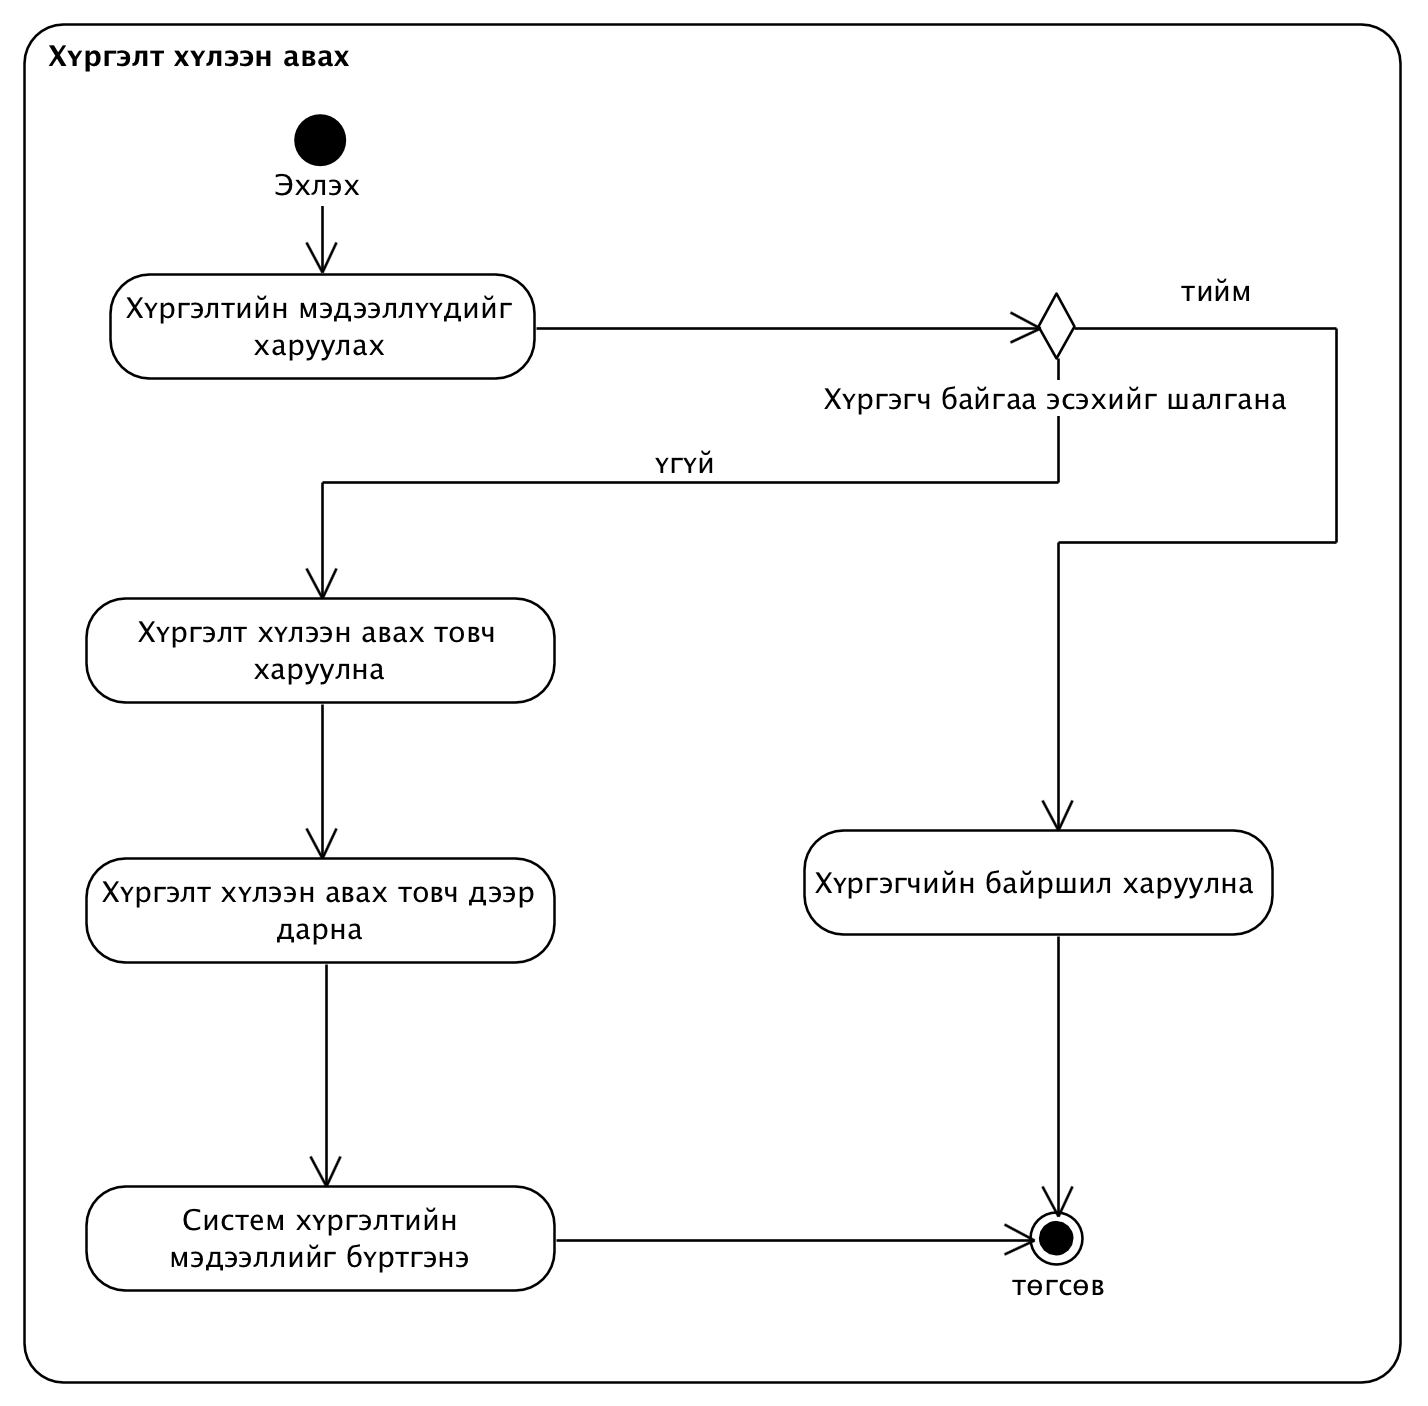 Хүргэлт хүлээн авах
Эхлэх
Хүргэлтийн мэдээллүүдийг
харуулах
тийм
Хүргэгч байгаа эсэхийг шалгана
үгүй
Хүргэлт хүлээн авах товч
харуулна
Хүргэлт хүлээн авах товч дээр
дарна
Хүргэгчийн байршил харуулна
Систем хүргэлтийн
мэдээллийг бүртгэнэ
төгсөв